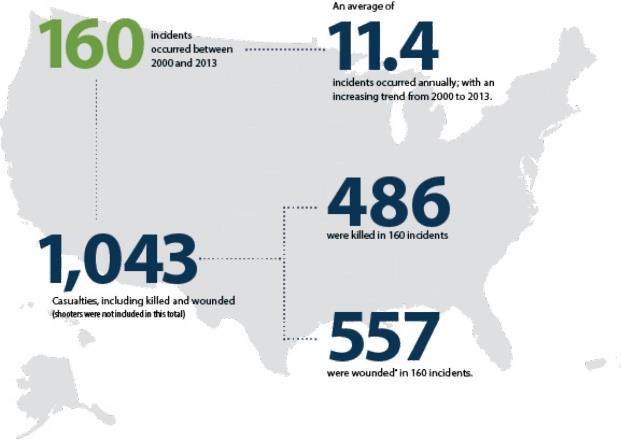 160
incidents
occurred between
2000 and 2013
An average of
11.4
incidents occurred annually; with an
increasing trend from 2000 to 2013.
1,043
Casualties, including killed and wounded
(shooters were not included in this total)
486
were killed in 160 incidents
557
were wounded* in 160 incidents.